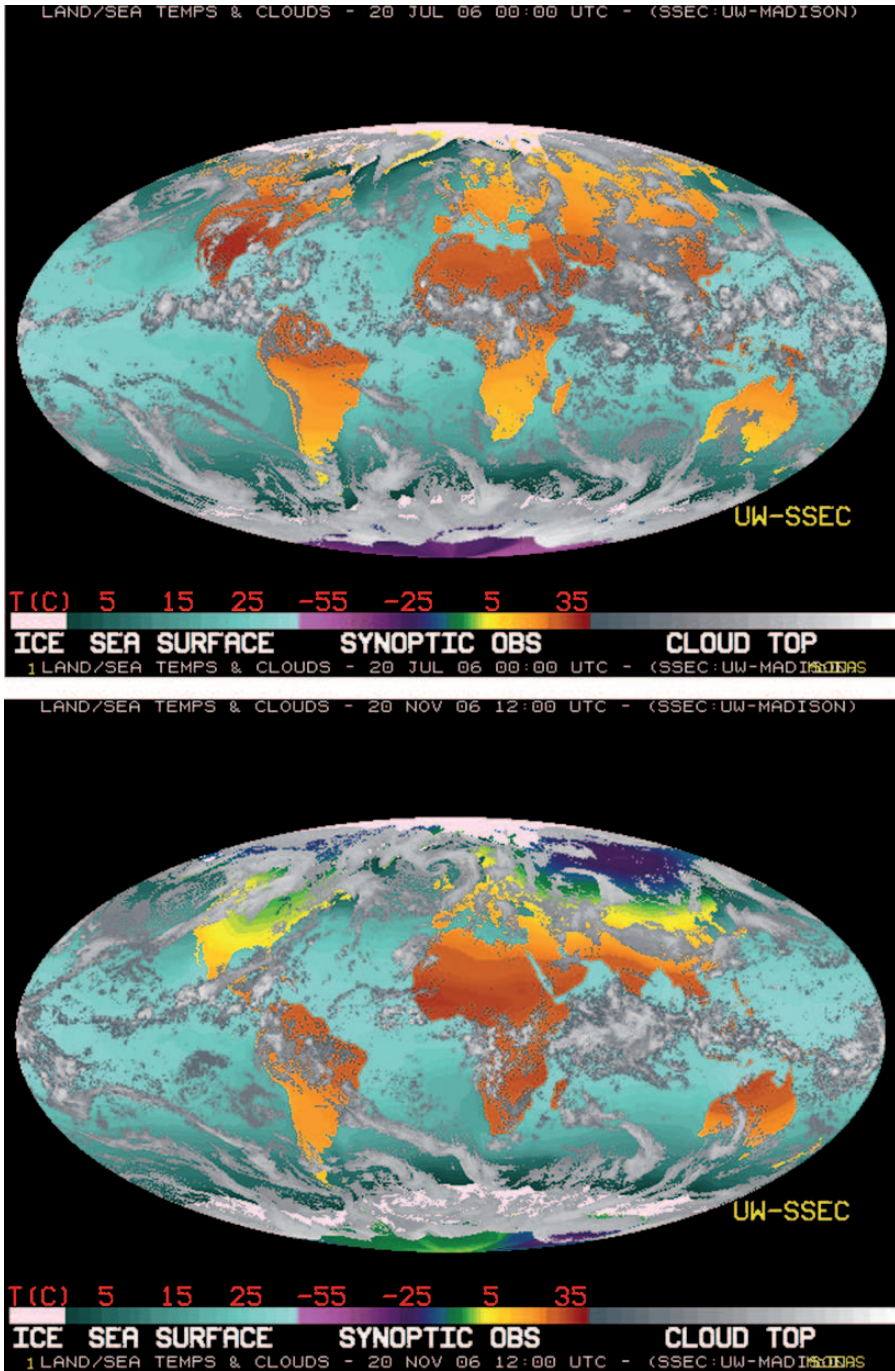 LAND/SEA TEMPS & CLOUDS - 20 JUL 06 00:00 UTC - (SSEC:UW-MADISON)
UW-SSEC
T(C) 5 15 25 -55 -25 5 35
ICE SEA SURFACE SYNOPTIC OBS CLOUD TOP
1 LAND/SEA TEMPS & CLOUDS - 20 JUL 06 00:00 UTC - (SSEC:UW-MADISON)
LAND/SEA TEMPS & CLOUDS - 20 NOV 06 12:00 UTC - (SSEC:UW-MADISON)
UW-SSEC
T(C) 5 15 25 -55 -25 5 35
ICE SEA SURFACE SYNOPTIC OBS CLOUD TOP
1 LAND/SEA TEMPS & CLOUDS - 20 NOV 06 12:00 UTC - (SSEC:UW-MADISON)